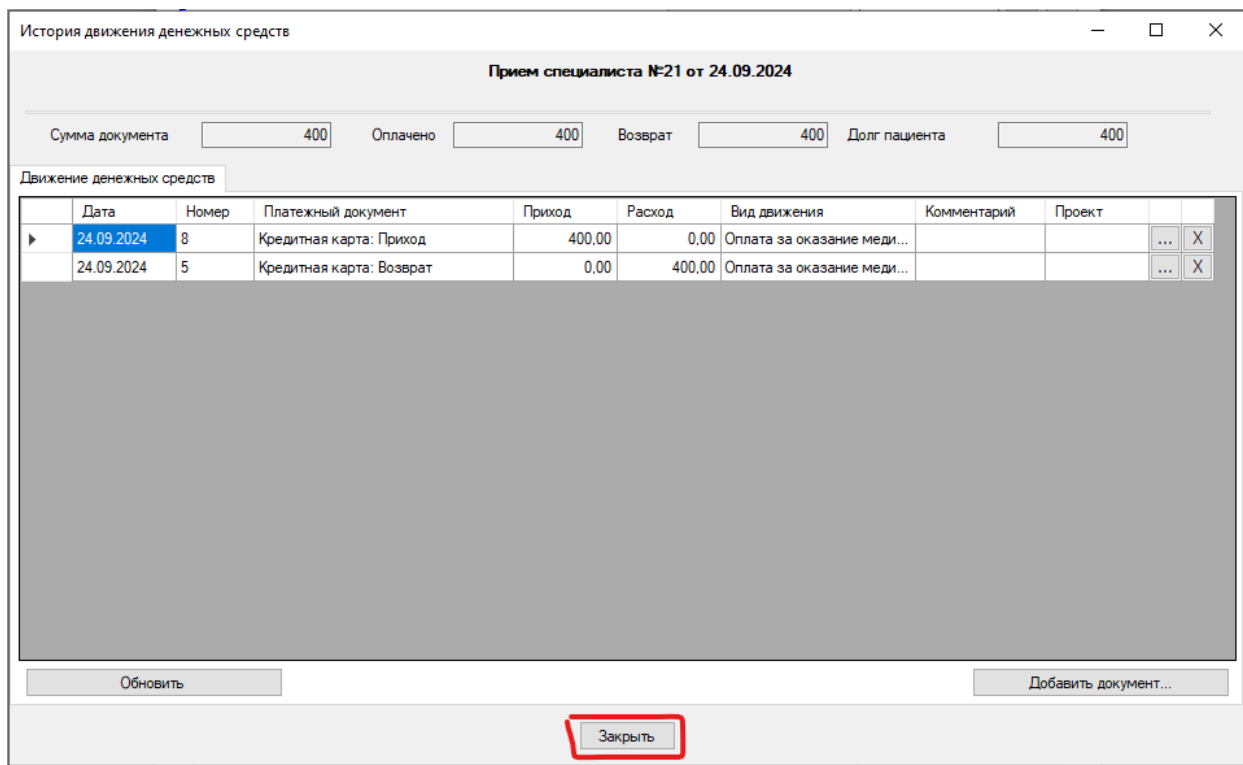 История движения денежных средств
Прием специалиста №21 от 24.09.2024
Сумма документа 400 Оплачено 400 Возврат 400 Долг пациента 400
Движение денежных средств
Дата Номер Платежный документ Приход Расход Вид движения Комментарий Проект
24.09.2024 8 Кредитная карта: Приход 400,00 0,00 Оплата за оказание меди... ... X
24.09.2024 5 Кредитная карта: Возврат 0,00 400,00 Оплата за оказание меди... ... X
Обновить Добавить документ...
Закрыть